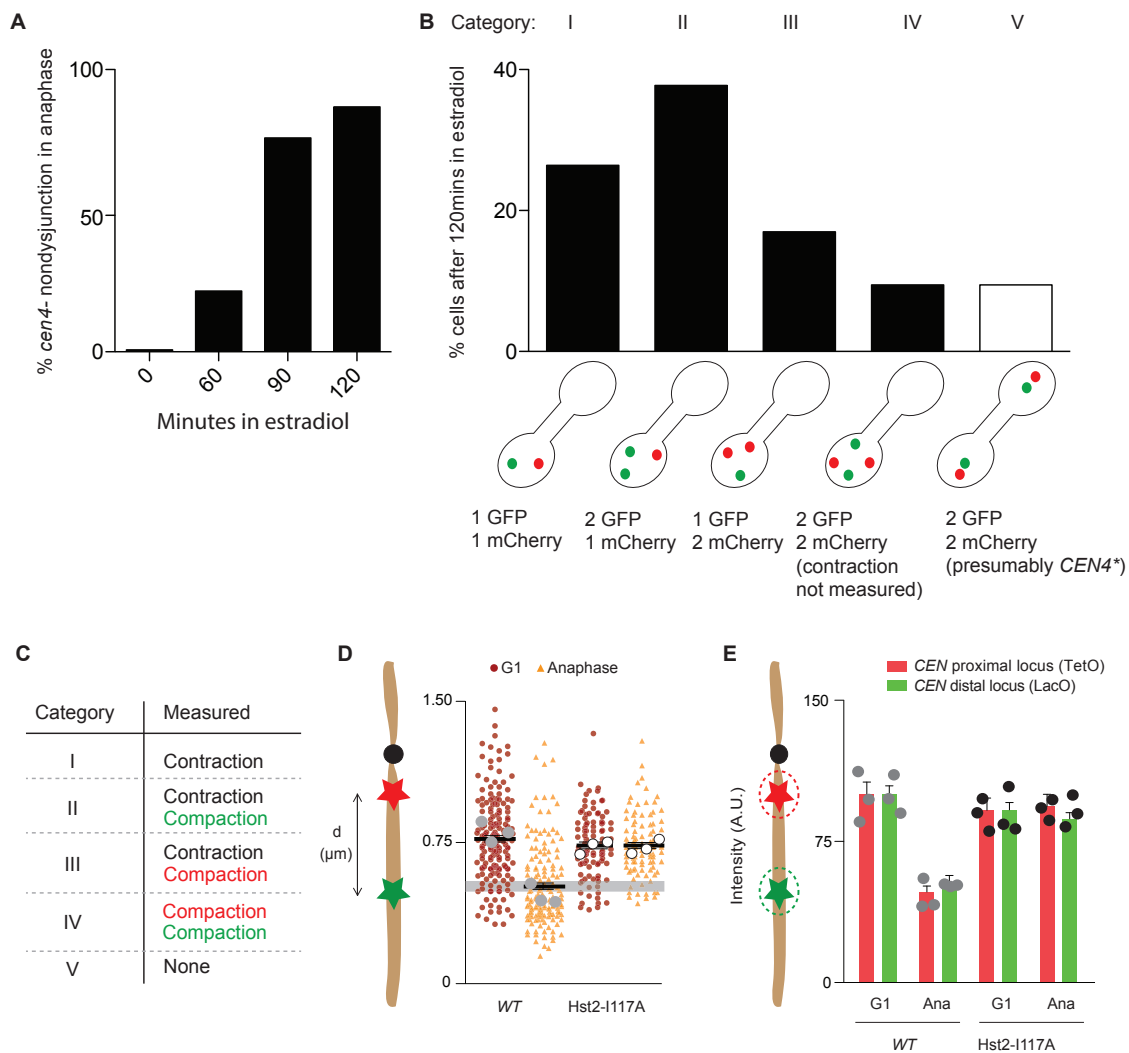 A
% cen4- nondysjunction in anaphase
100
50
0
0
60
90
120
Minutes in estradiol
B
Category:
I
II
III
IV
V
% cells after 120mins in estradiol
40
20
0
1 GFP
1 mCherry
2 GFP
1 mCherry
1 GFP
2 mCherry
2 GFP
2 mCherry
(contraction
not measured)
2 GFP
2 mCherry
(presumably CEN4*)
C
Category
Measured
I
Contraction
II
Contraction
Compaction
III
Contraction
Compaction
IV
Compaction
Compaction
V
None
D
G1
Anaphase
d
(µm)
1.50
0.75
0
WT
Hst2-I117A
E
CEN proximal locus (TetO)
CEN distal locus (LacO)
Intensity (A.U.)
150
75
0
G1
Ana
G1
Ana
WT
Hst2-I117A